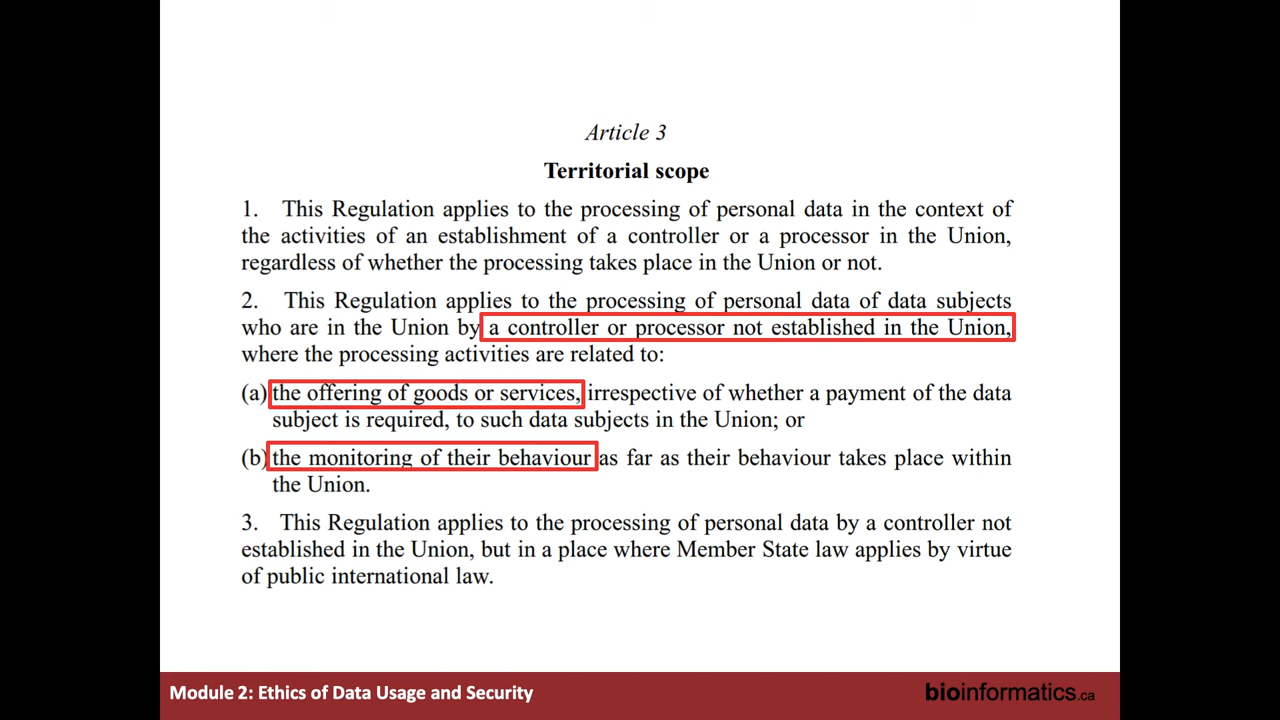 Article 3
Territorial scope
1. This Regulation applies to the processing of personal data in the context of
the activities of an establishment of a controller or a processor in the Union,
regardless of whether the processing takes place in the Union or not.
2. This Regulation applies to the processing of personal data of data subjects
who are in the Union by a controller or processor not established in the Union,
where the processing activities are related to:
(a) the offering of goods or services, irrespective of whether a payment of the data
subject is required, to such data subjects in the Union; or
(b) the monitoring of their behaviour as far as their behaviour takes place within
the Union.
3. This Regulation applies to the processing of personal data by a controller not
established in the Union, but in a place where Member State law applies by virtue
of public international law.
Module 2: Ethics of Data Usage and Security
bioinformatics.ca